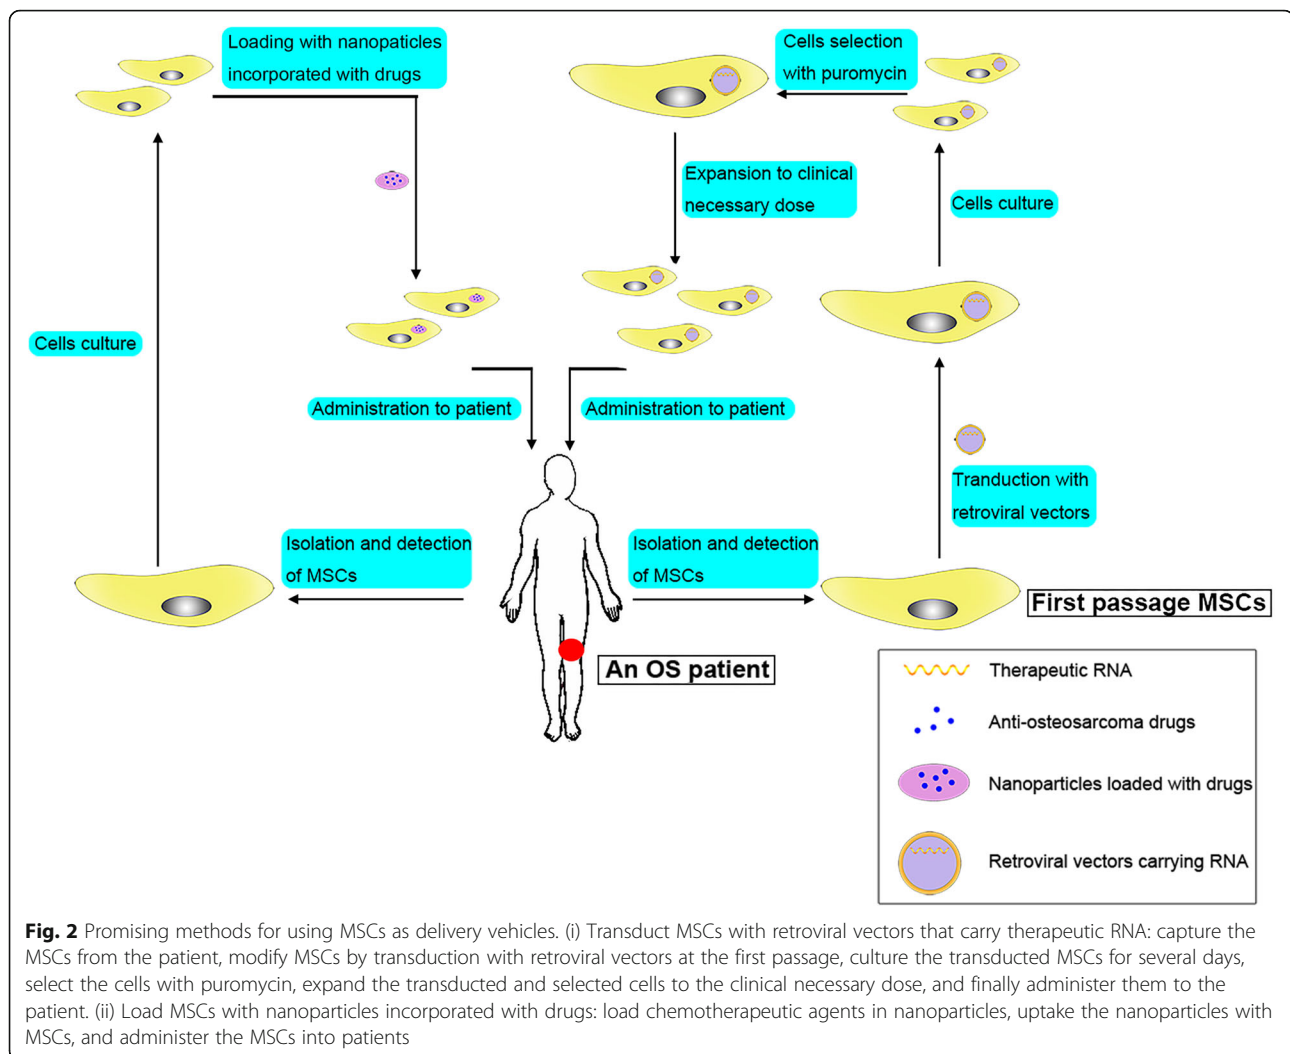 Loading with nanopaticles
incorporated with drugs
Cells selection
with puromycin
Expansion to clinical
necessary dose
Cells culture
Cells culture
Administration to patient
Administration to patient
Tranduction with
retroviral vectors
Isolation and detection
of MSCs
Isolation and detection
of MSCs
First passage MSCs
An OS patient
Therapeutic RNA
Anti-osteosarcoma drugs
Nanoparticles loaded with drugs
Retroviral vectors carrying RNA
Fig. 2 Promising methods for using MSCs as delivery vehicles. (i) Transduct MSCs with retroviral vectors that carry therapeutic RNA: capture the
MSCs from the patient, modify MSCs by transduction with retroviral vectors at the first passage, culture the transducted MSCs for several days,
select the cells with puromycin, expand the transducted and selected cells to the clinical necessary dose, and finally administer them to the
patient. (ii) Load MSCs with nanoparticles incorporated with drugs: load chemotherapeutic agents in nanoparticles, uptake the nanoparticles with
MSCs, and administer the MSCs into patients